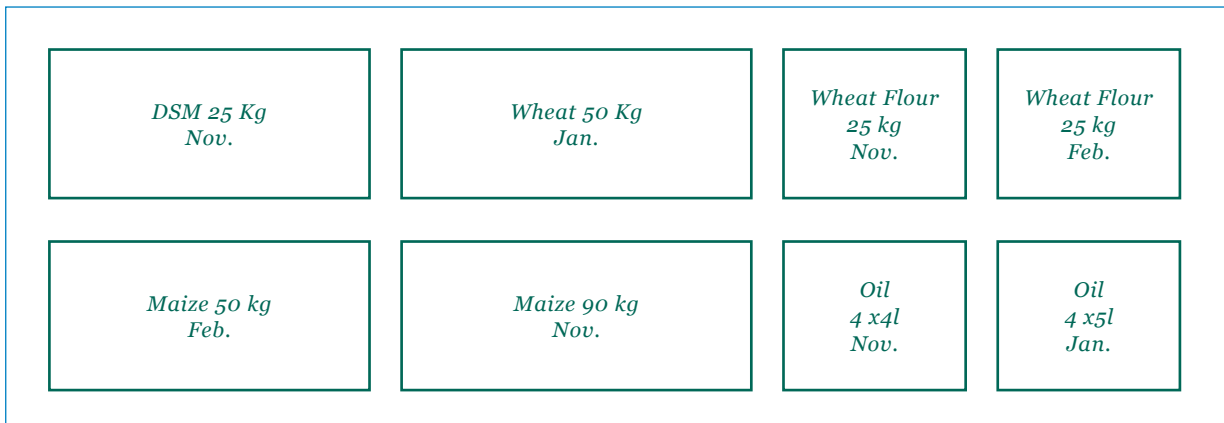 DSM 25 Kg
Nov.
Wheat 50 Kg
Jan.
Wheat Flour
25 kg
Nov.
Wheat Flour
25 kg
Feb.
Maize 50 kg
Feb.
Maize 90 kg
Nov.
Oil
4 x4l
Nov.
Oil
4 x5l
Jan.